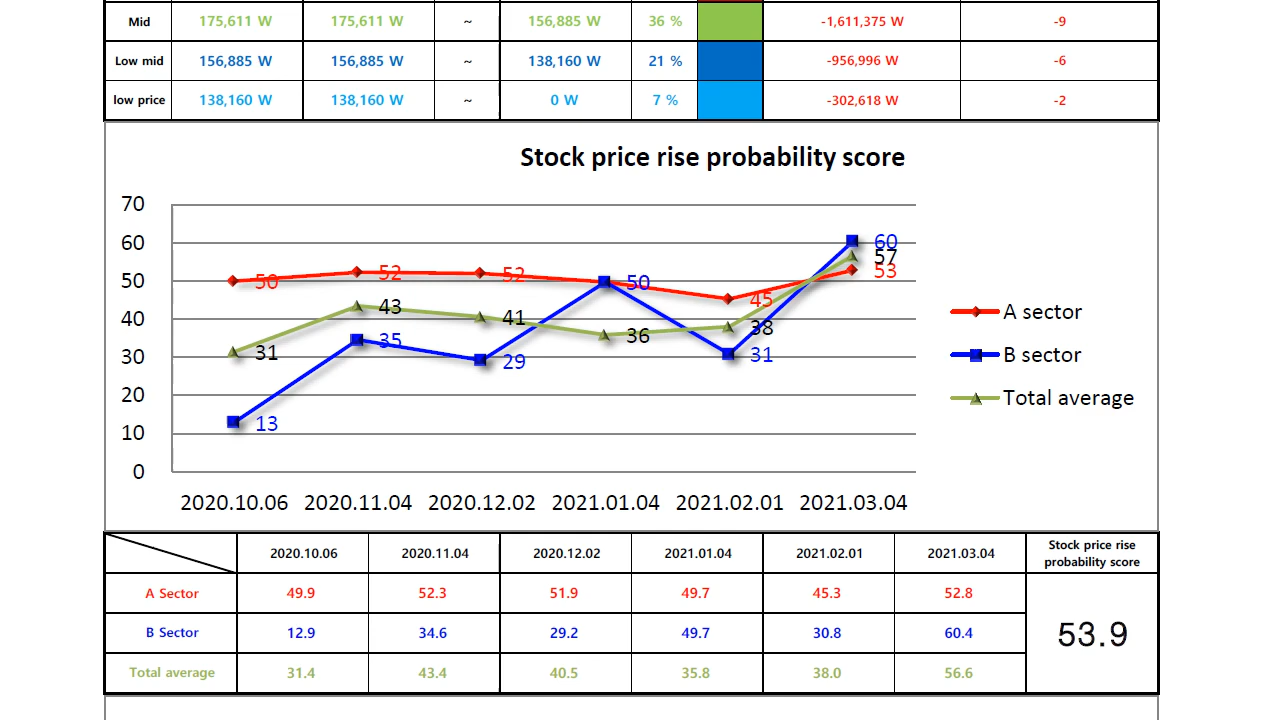 Mid 175,611 W 175,611 W ~ 156,885 W 36 % -1,611,375 W -9
Low mid 156,885 W 156,885 W ~ 138,160 W 21 % -956,996 W -6
low price 138,160 W 138,160 W ~ 0 W 7 % -302,618 W -2
Stock price rise probability score
70
60
50
40
30
20
10
0
50 52 52 50 45 53
13 35 29 50 31 60
31 43 41 36 38 57
2020.10.06 2020.11.04 2020.12.02 2021.01.04 2021.02.01 2021.03.04
A sector
B sector
Total average
2020.10.06 2020.11.04 2020.12.02 2021.01.04 2021.02.01 2021.03.04 Stock price rise
probability score
A Sector 49.9 52.3 51.9 49.7 45.3 52.8
B Sector 12.9 34.6 29.2 49.7 30.8 60.4 53.9
Total average 31.4 43.4 40.5 35.8 38.0 56.6